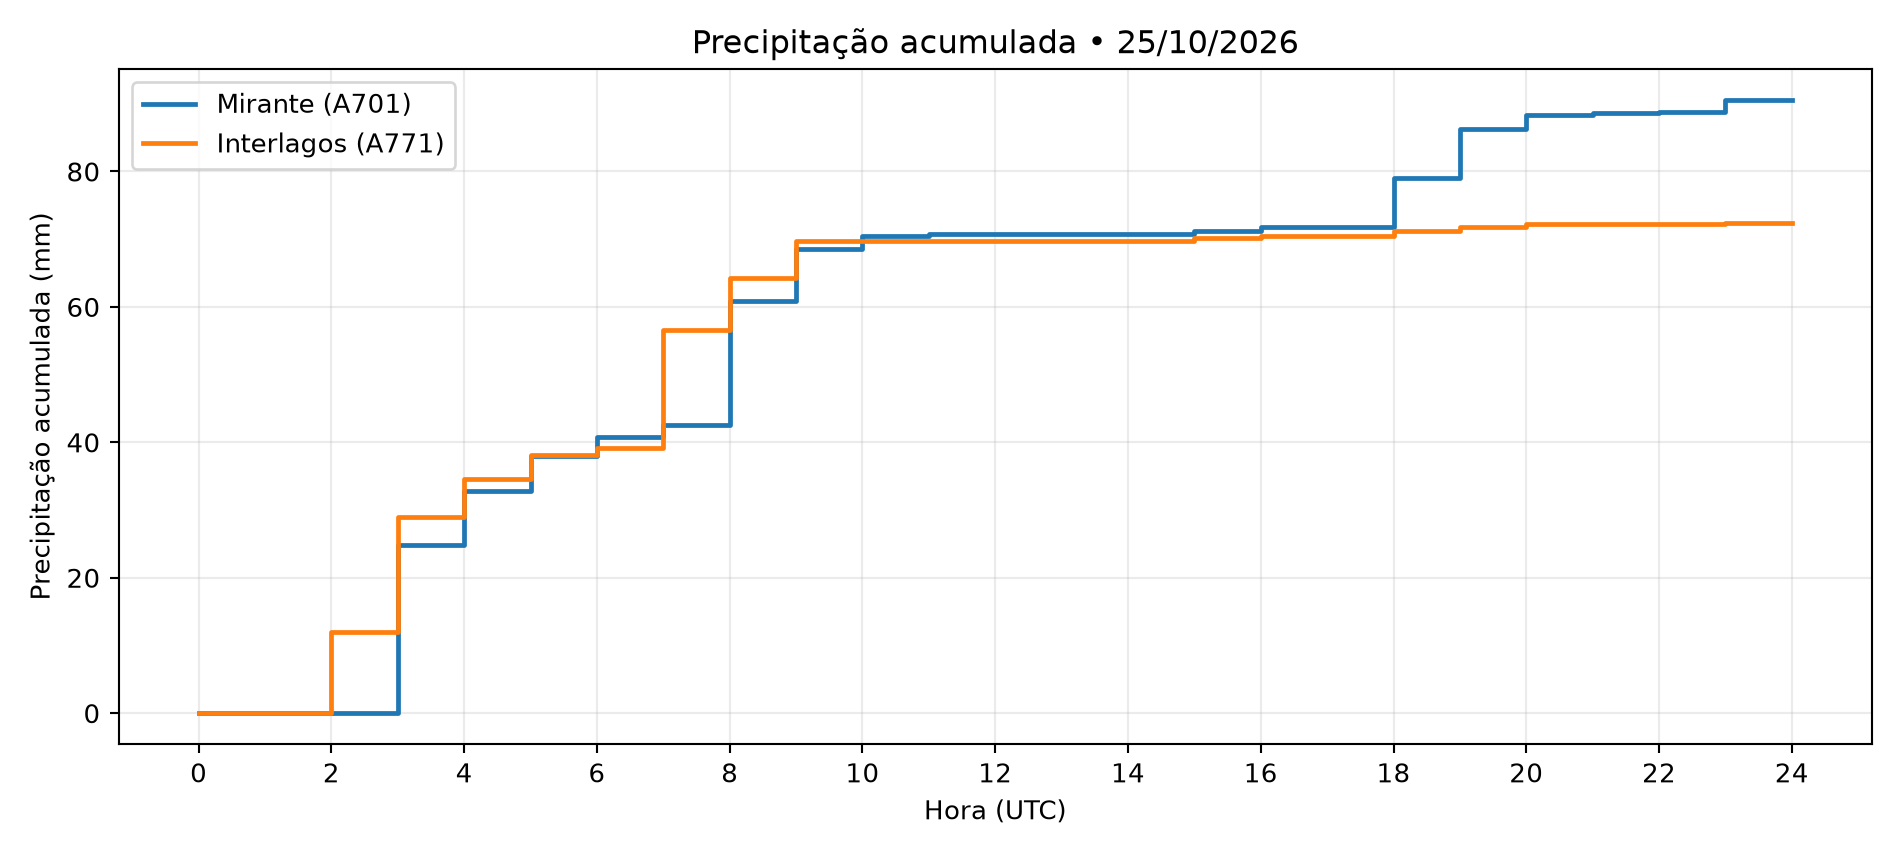 Precipitação acumulada • 25/10/2026
Mirante (A701)
Interlagos (A771)
Precipitação acumulada (mm)
80
60
40
20
0
0 2 4 6 8 10 12 14 16 18 20 22 24
Hora (UTC)